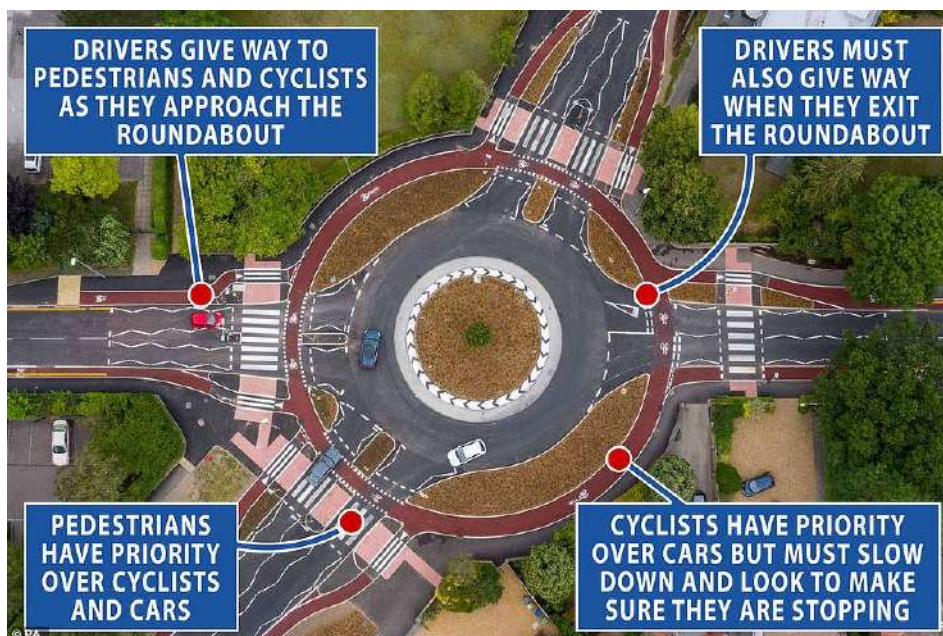 DRIVERS GIVE WAY TO
PEDESTRIANS AND CYCLISTS
AS THEY APPROACH THE
ROUNDABOUT
DRIVERS MUST
ALSO GIVE WAY
WHEN THEY EXIT
THE ROUNDABOUT
PEDESTRIANS
HAVE PRIORITY
OVER CYCLISTS
AND CARS
CYCLISTS HAVE PRIORITY
OVER CARS BUT MUST SLOW
DOWN AND LOOK TO MAKE
SURE THEY ARE STOPPING
© PA